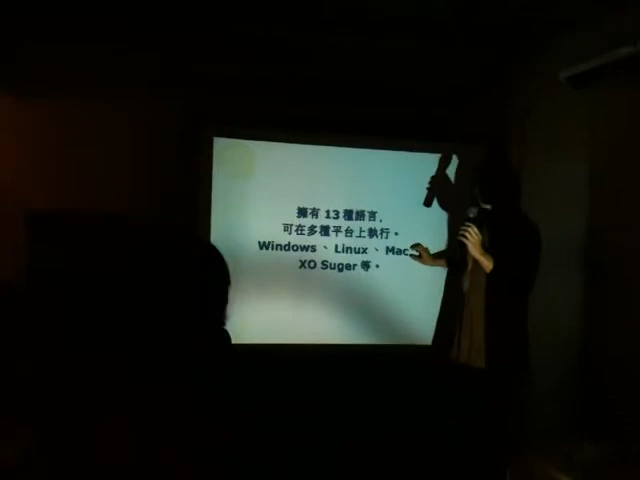 擁有 13 種語言,
可在多種平台上執行。
Windows、Linux、Mac
XO Suger 等。